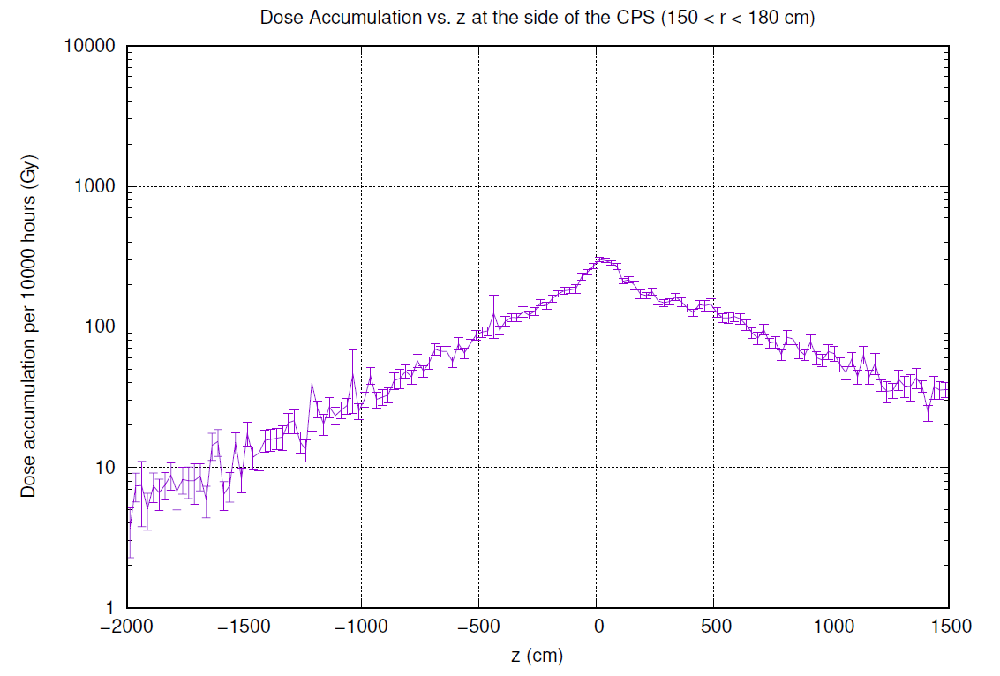 Dose Accumulation vs. z at the side of the CPS (150 < r < 180 cm)
10000
1000
100
10
1
Dose accumulation per 10000 hours (Gy)
−2000 −1500 −1000 −500 0 500 1000 1500
z (cm)